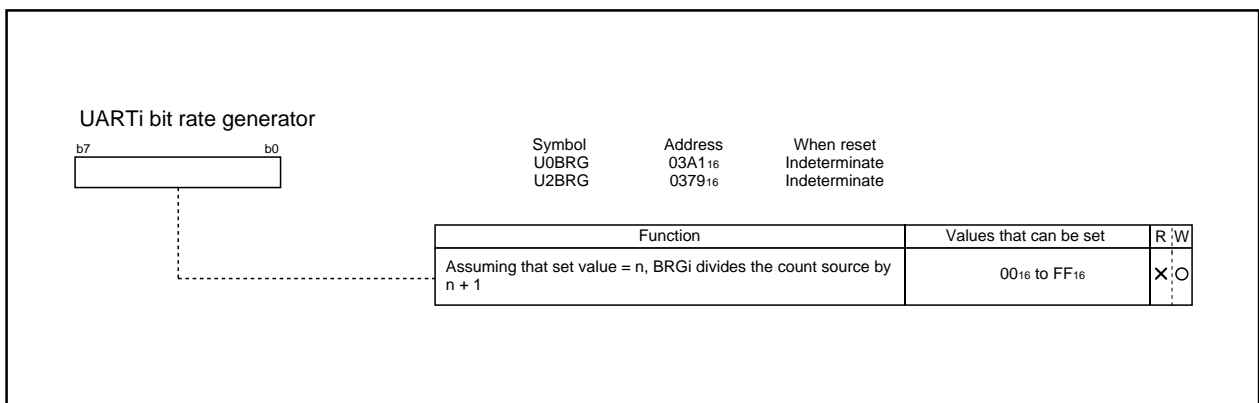 UARTi bit rate generator
b7 b0
Symbol Address When reset
U0BRG 03A116 Indeterminate
U2BRG 037916 Indeterminate
Function Values that can be set R W
Assuming that set value = n, BRGi divides the count source by
n + 1
0016 to FF16